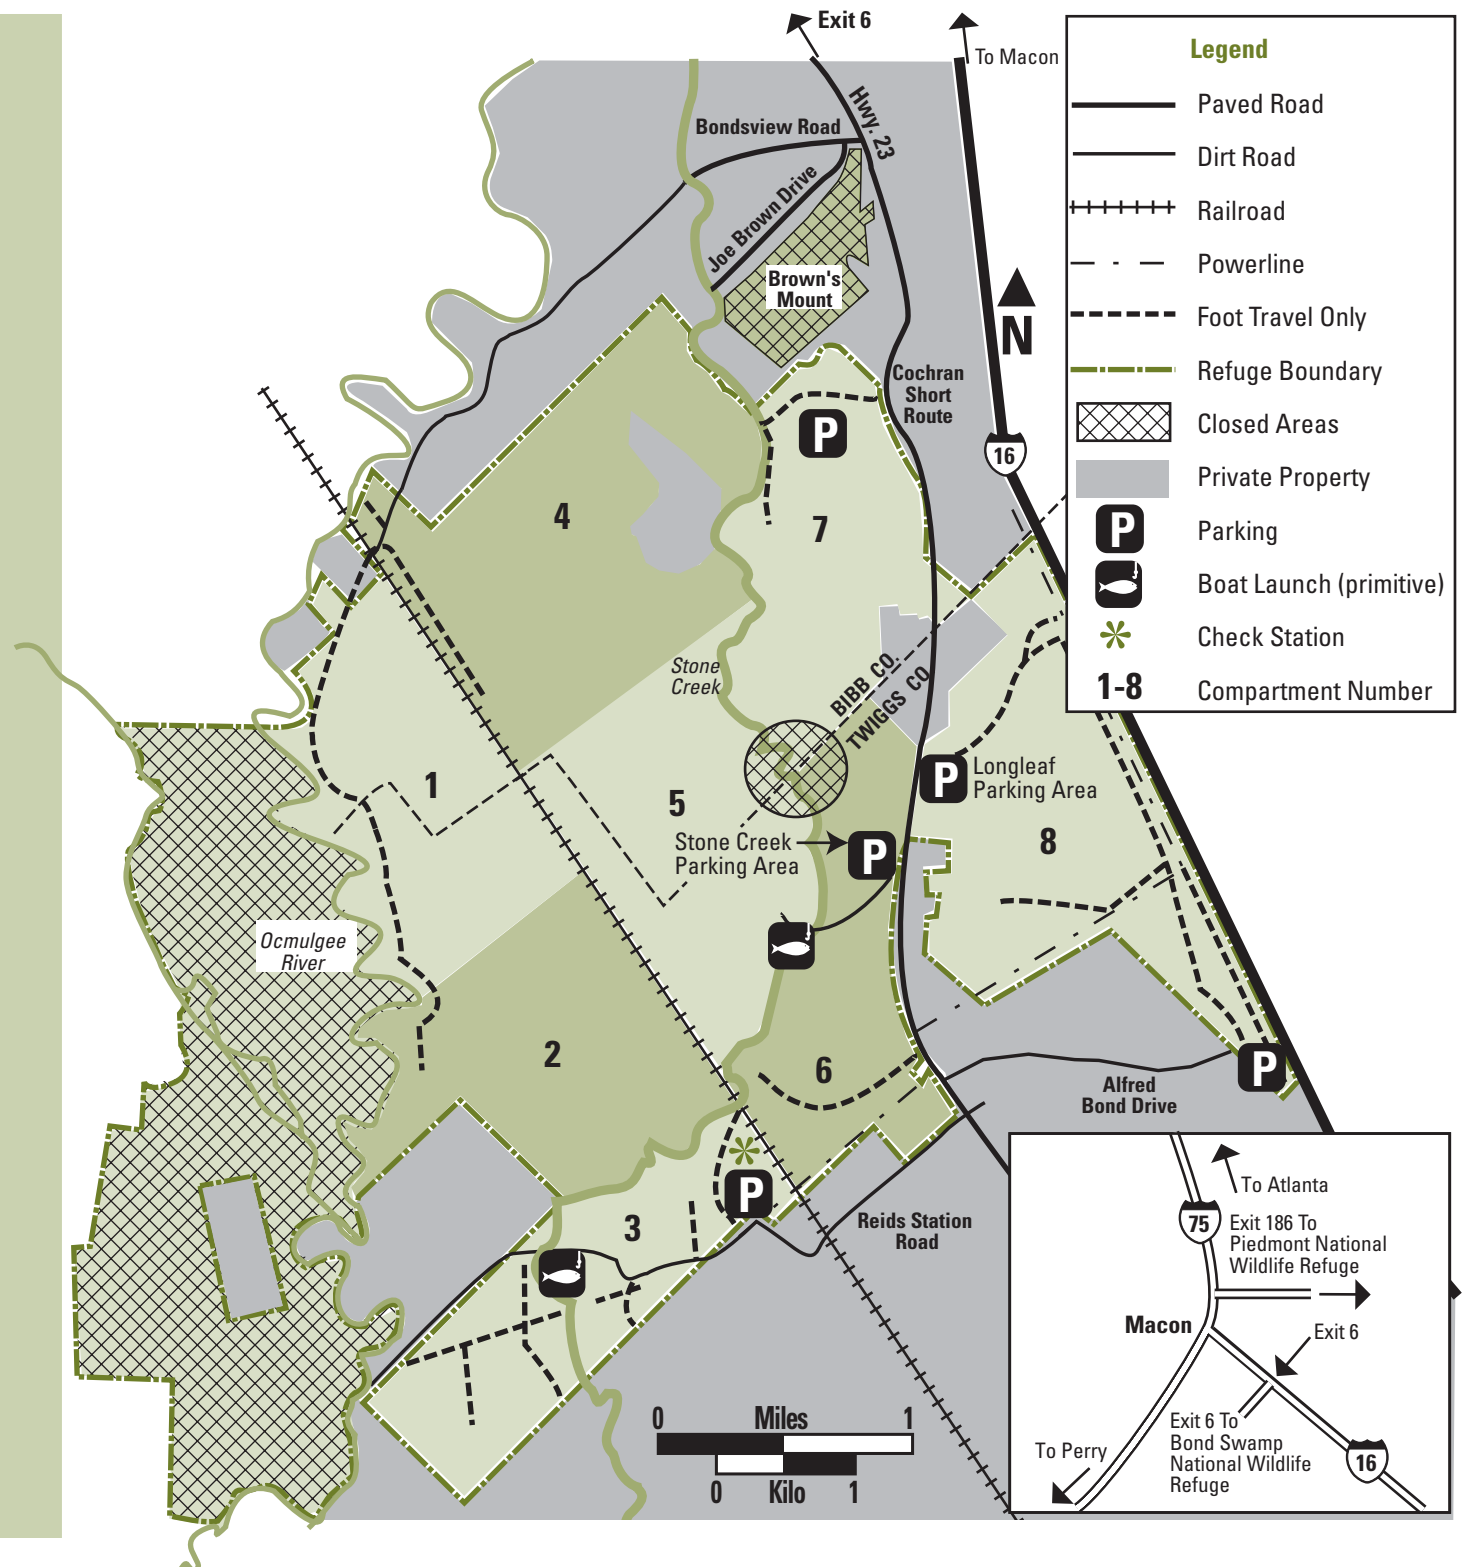 Exit 6
To Macon
Legend
Paved Road
Dirt Road
Railroad
Powerline
Foot Travel Only
Refuge Boundary
Closed Areas
Private Property
P
Parking
Boat Launch (primitive)
Check Station
1-8
Compartment Number
Hwy. 23
Bondsview Road
Joe Brown Drive
Brown's
Mount
N
Cochran
Short
Route
16
P
4
7
Stone
Creek
BIBB CO.
TWIGGS CO
1
5
P
Longleaf
Parking Area
Stone Creek
Parking Area
P
8
Ocmulgee
River
2
6
P
Alfred
Bond Drive
P
3
Reids Station
Road
0
Miles
1
0
Kilo
1
To Atlanta
75
Exit 186 To
Piedmont National
Wildlife Refuge
Macon
Exit 6
Exit 6 To
Bond Swamp
National Wildlife
Refuge
To Perry
16